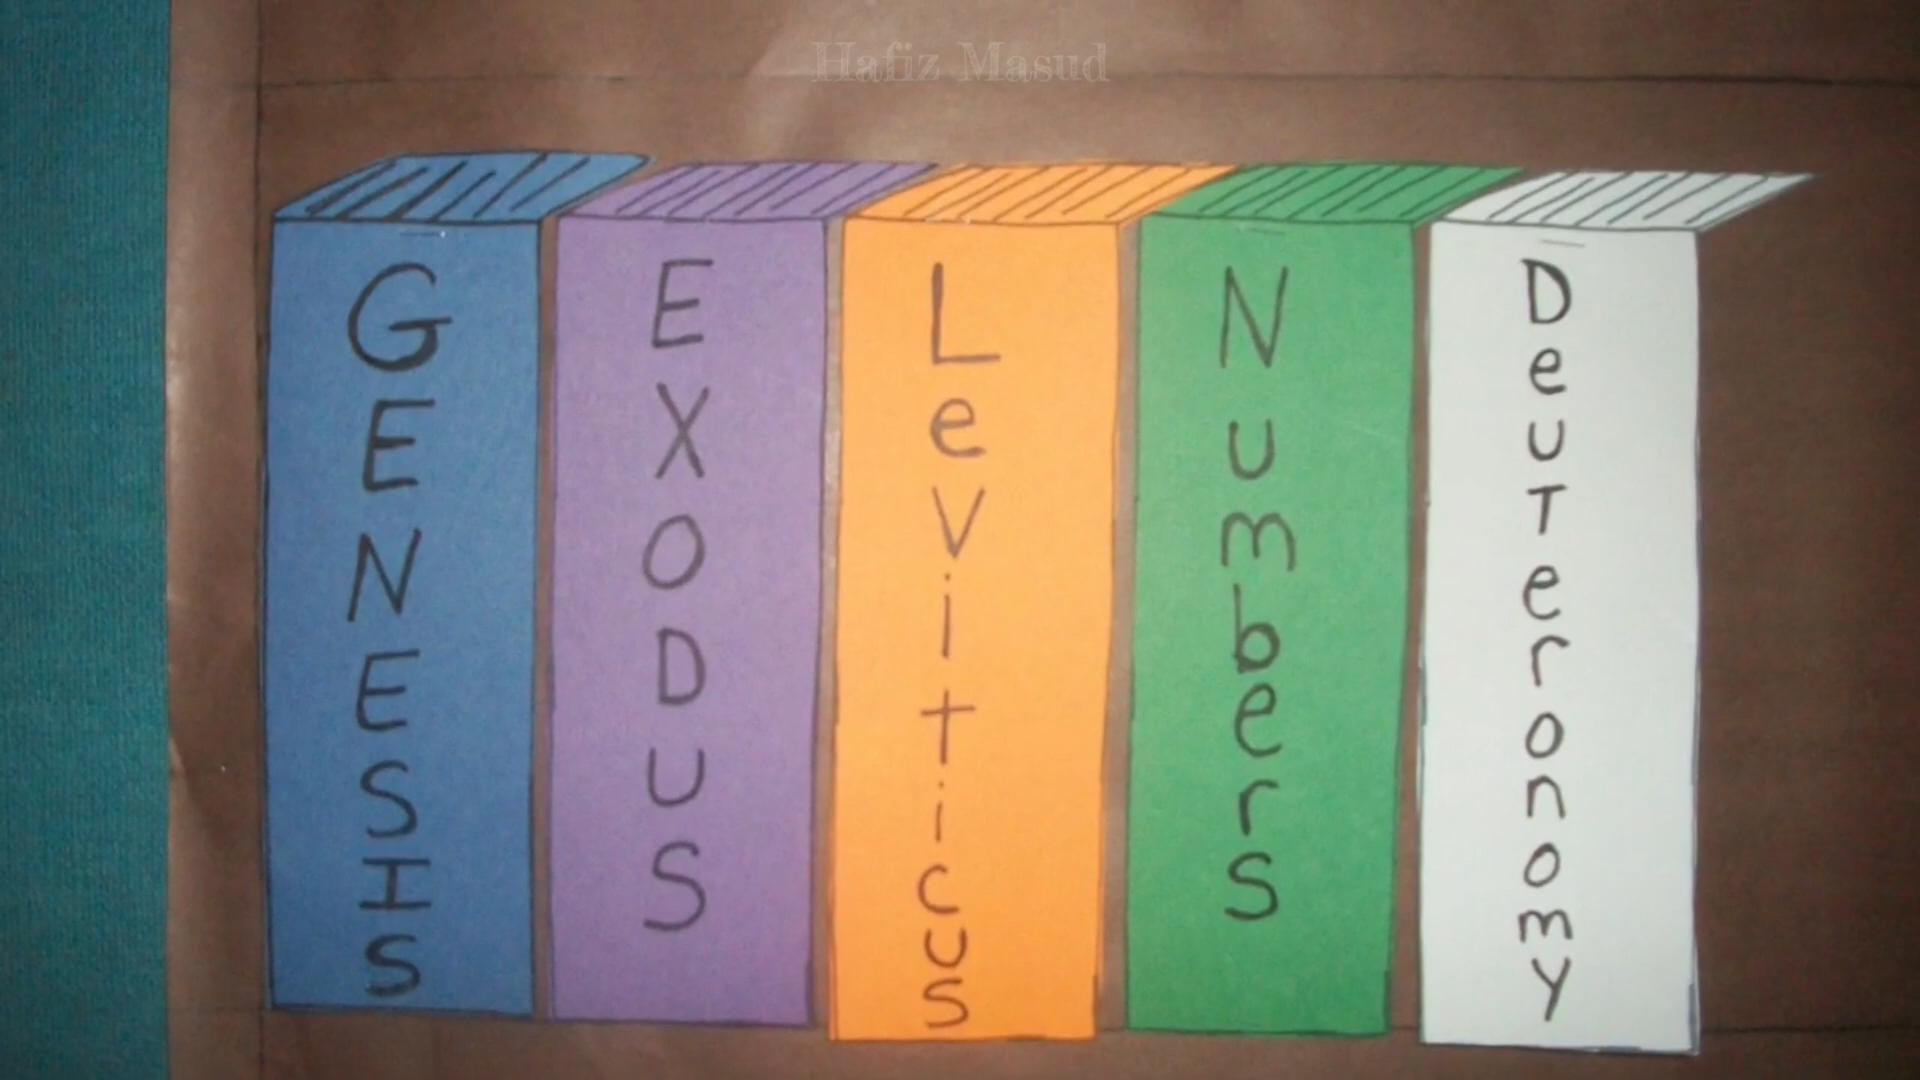 Hafiz Masud
GENESIS
EXODUS
Leviticus
Numbers
DeuTeronomy